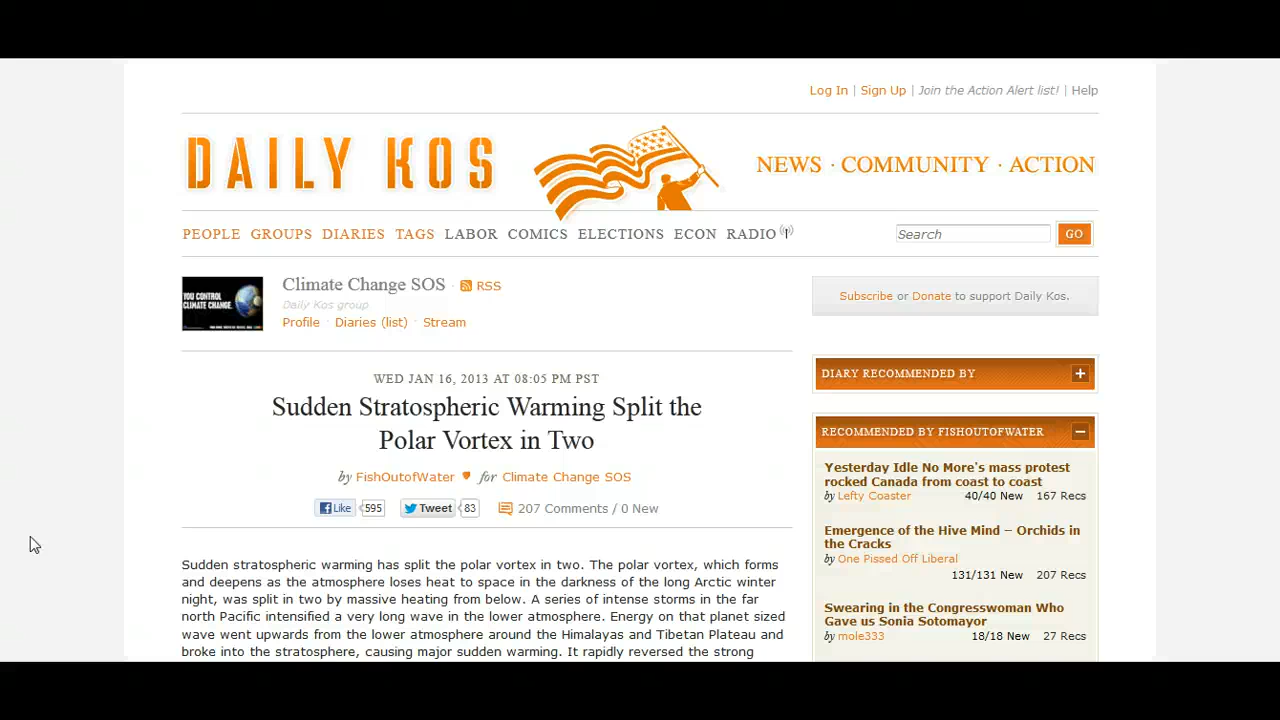 Log In | Sign Up | Join the Action Alert list! | Help
DAILY KOS
NEWS · COMMUNITY · ACTION
PEOPLE GROUPS DIARIES TAGS LABOR COMICS ELECTIONS ECON RADIO
Search GO
YOU CONTROL
CLIMATE CHANGE.
Climate Change SOS · RSS
Daily Kos group
Profile · Diaries (list) · Stream
Subscribe or Donate to support Daily Kos.
WED JAN 16, 2013 AT 08:05 PM PST
Sudden Stratospheric Warming Split the
Polar Vortex in Two
by FishOutofWater for Climate Change SOS
Like 595 Tweet 83 207 Comments / 0 New
Sudden stratospheric warming has split the polar vortex in two. The polar vortex, which forms
and deepens as the atmosphere loses heat to space in the darkness of the long Arctic winter
night, was split in two by massive heating from below. A series of intense storms in the far
north Pacific intensified a very long wave in the lower atmosphere. Energy on that planet sized
wave went upwards from the lower atmosphere around the Himalayas and Tibetan Plateau and
broke into the stratosphere, causing major sudden warming. It rapidly reversed the strong
DIARY RECOMMENDED BY +
RECOMMENDED BY FISHOUTOFWATER −
Yesterday Idle No More's mass protest
rocked Canada from coast to coast
by Lefty Coaster 40/40 New 167 Recs
Emergence of the Hive Mind – Orchids in
the Cracks
by One Pissed Off Liberal
131/131 New 207 Recs
Swearing in the Congresswoman Who
Gave us Sonia Sotomayor
by mole333 18/18 New 27 Recs